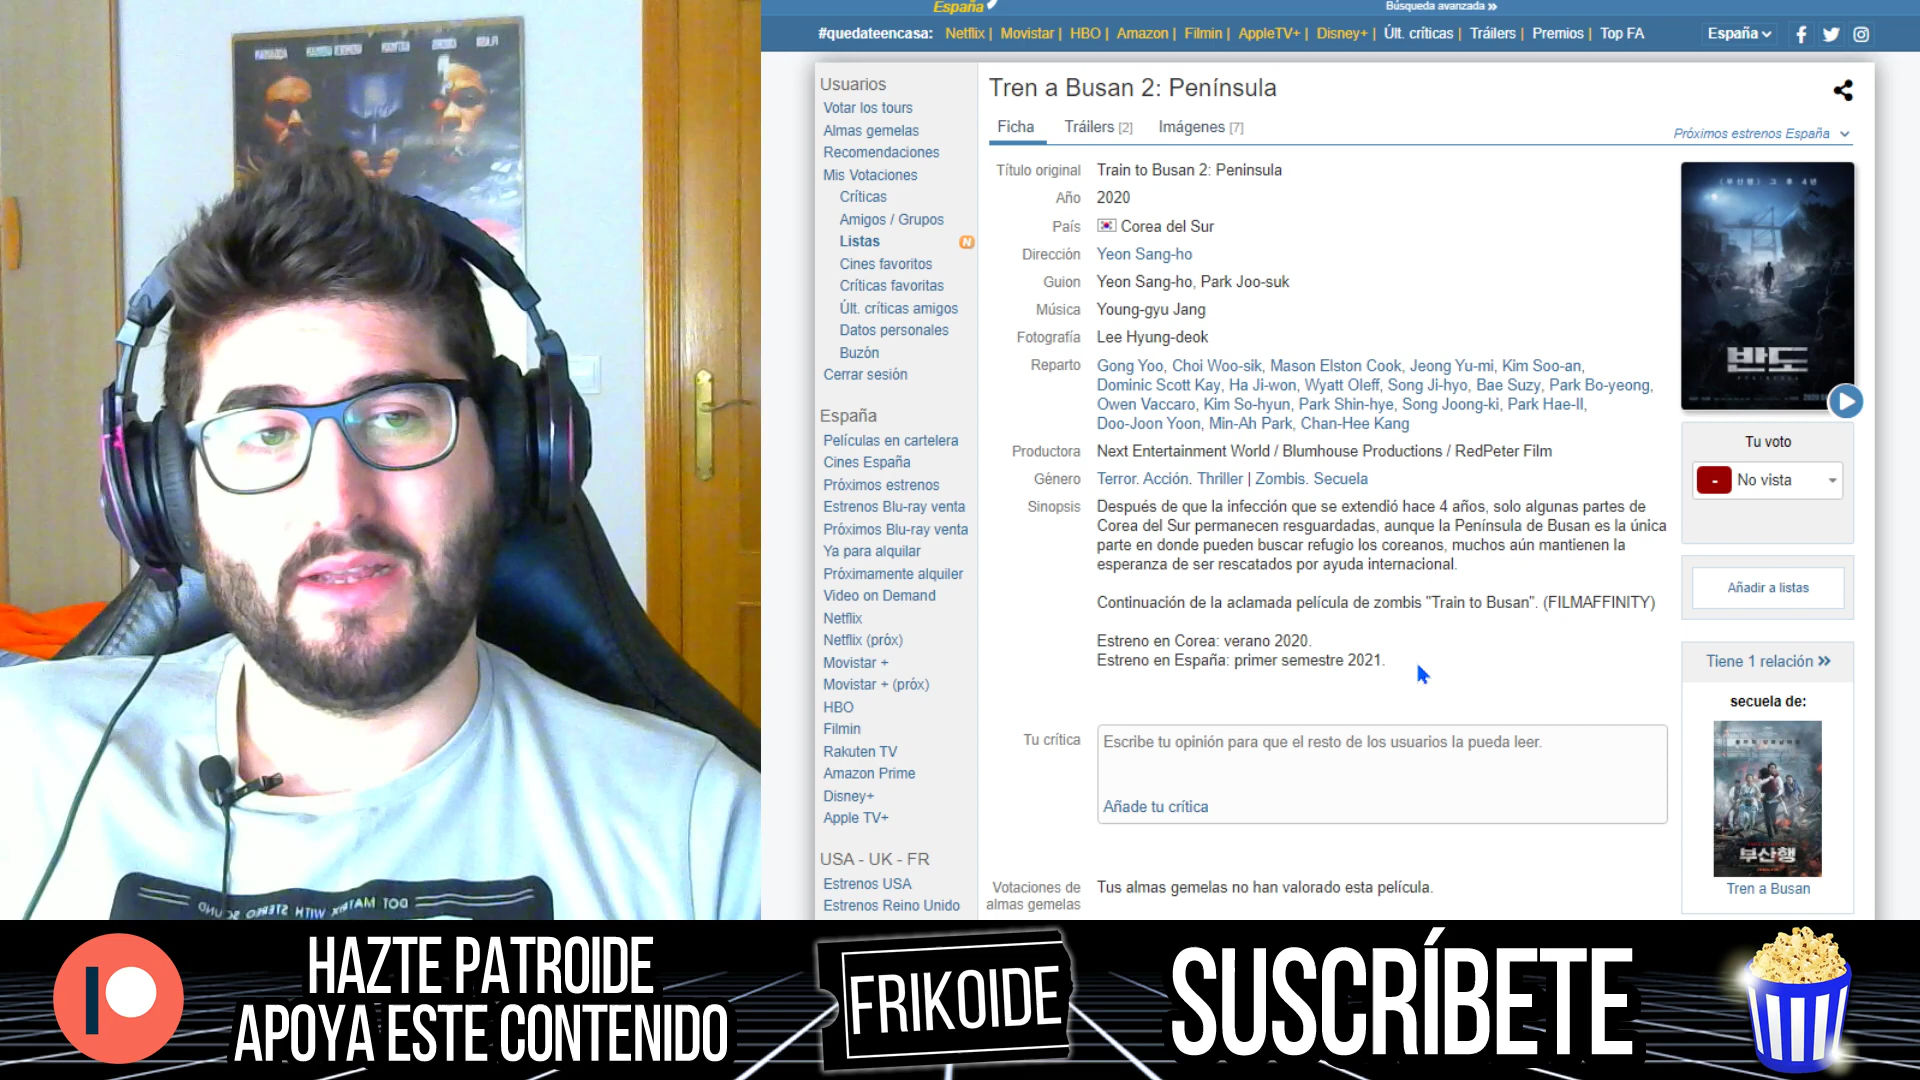 España
Búsqueda avanzada »
#quedateencasa: Netflix | Movistar | HBO | Amazon | Filmin | AppleTV+ | Disney+ | Últ. críticas | Tráilers | Premios | Top FA
España
Usuarios
Votar los tours
Almas gemelas
Recomendaciones
Mis Votaciones
Críticas
Amigos / Grupos
Listas
N
Cines favoritos
Críticas favoritas
Últ. críticas amigos
Datos personales
Buzón
Cerrar sesión
España
Películas en cartelera
Cines España
Próximos estrenos
Estrenos Blu-ray venta
Próximos Blu-ray venta
Ya para alquilar
Próximamente alquiler
Video on Demand
Netflix
Netflix (próx)
Movistar +
Movistar + (próx)
HBO
Filmin
Rakuten TV
Amazon Prime
Disney+
Apple TV+
USA - UK - FR
Estrenos USA
Estrenos Reino Unido
Tren a Busan 2: Península
Ficha
Tráilers [2]
Imágenes [7]
Próximos estrenos España
Título original Train to Busan 2: Peninsula
Año 2020
País Corea del Sur
Dirección Yeon Sang-ho
Guion Yeon Sang-ho, Park Joo-suk
Música Young-gyu Jang
Fotografía Lee Hyung-deok
Reparto Gong Yoo, Choi Woo-sik, Mason Elston Cook, Jeong Yu-mi, Kim Soo-an,
Dominic Scott Kay, Ha Ji-won, Wyatt Oleff, Song Ji-hyo, Bae Suzy, Park Bo-yeong,
Owen Vaccaro, Kim So-hyun, Park Shin-hye, Song Joong-ki, Park Hae-Il,
Doo-Joon Yoon, Min-Ah Park, Chan-Hee Kang
Productora Next Entertainment World / Blumhouse Productions / RedPeter Film
Género Terror. Acción. Thriller | Zombis. Secuela
Sinopsis Después de que la infección que se extendió hace 4 años, solo algunas partes de
Corea del Sur permanecen resguardadas, aunque la Península de Busan es la única
parte en donde pueden buscar refugio los coreanos, muchos aún mantienen la
esperanza de ser rescatados por ayuda internacional.
Continuación de la aclamada película de zombis "Train to Busan". (FILMAFFINITY)
Estreno en Corea: verano 2020.
Estreno en España: primer semestre 2021.
Tu crítica
Escribe tu opinión para que el resto de los usuarios la pueda leer.
Añade tu crítica
Votaciones de
almas gemelas
Tus almas gemelas no han valorado esta película.
반도
Tu voto
- No vista
Añadir a listas
Tiene 1 relación »
secuela de:
부산행
Tren a Busan
DOT MATRIX WITH STEREO SOUND
HAZTE PATROIDE
APOYA ESTE CONTENIDO
FRIKOIDE
SUSCRÍBETE